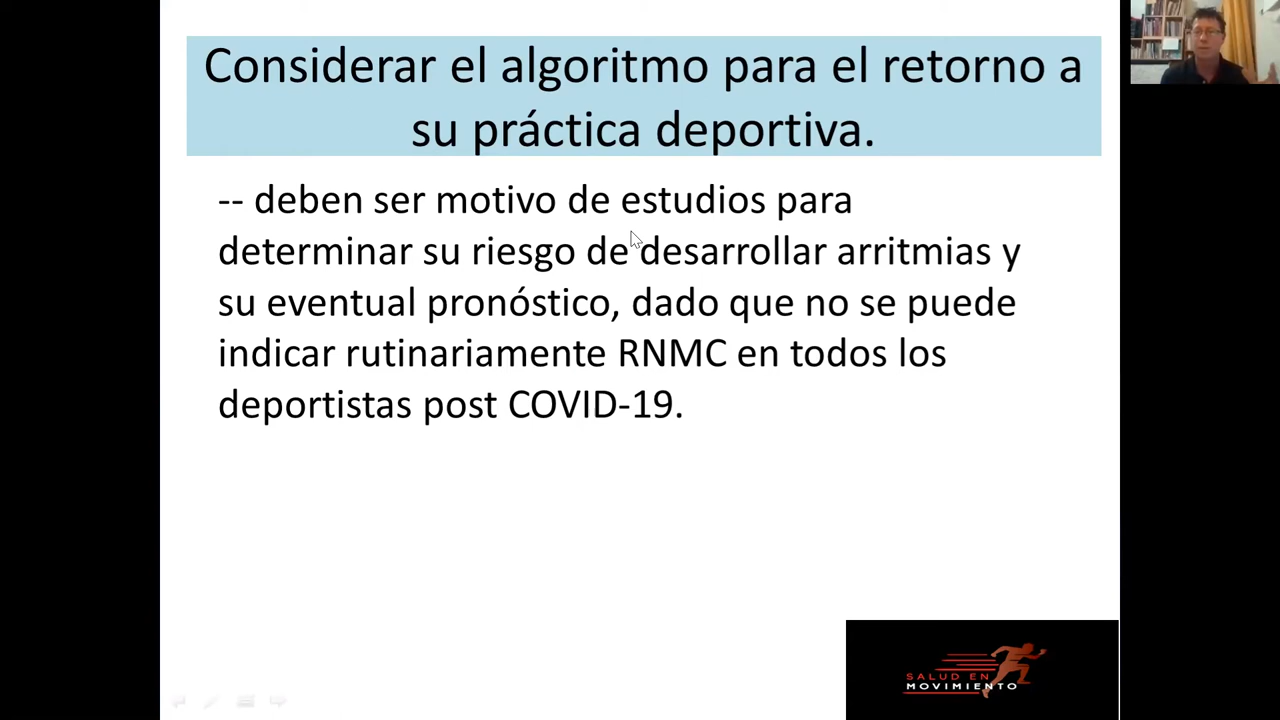 Considerar el algoritmo para el retorno a
su práctica deportiva.
-- deben ser motivo de estudios para
determinar su riesgo de desarrollar arritmias y
su eventual pronóstico, dado que no se puede
indicar rutinariamente RNMC en todos los
deportistas post COVID-19.
SALUD EN
MOVIMIENTO